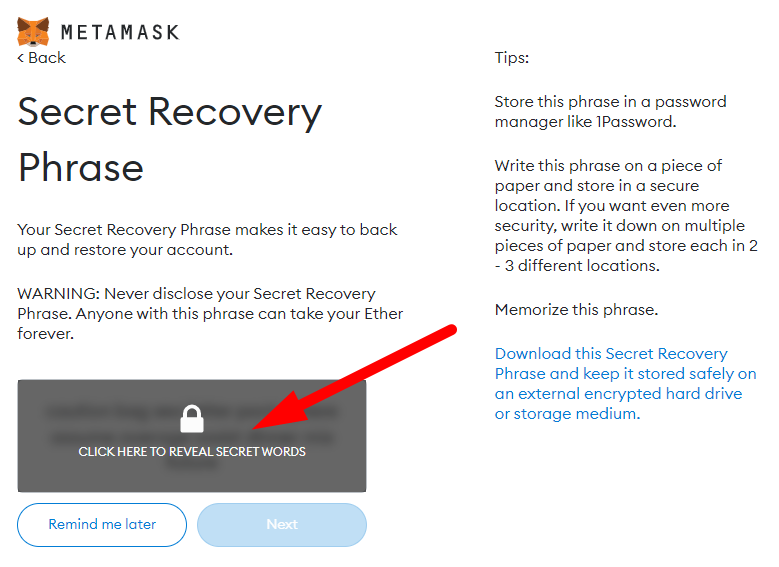 METAMASK
< Back
Secret Recovery
Phrase
Your Secret Recovery Phrase makes it easy to back
up and restore your account.
WARNING: Never disclose your Secret Recovery
Phrase. Anyone with this phrase can take your Ether
forever.
CLICK HERE TO REVEAL SECRET WORDS
Remind me later
Next
Tips:
Store this phrase in a password
manager like 1Password.
Write this phrase on a piece of
paper and store in a secure
location. If you want even more
security, write it down on multiple
pieces of paper and store each in 2
- 3 different locations.
Memorize this phrase.
Download this Secret Recovery
Phrase and keep it stored safely on
an external encrypted hard drive
or storage medium.